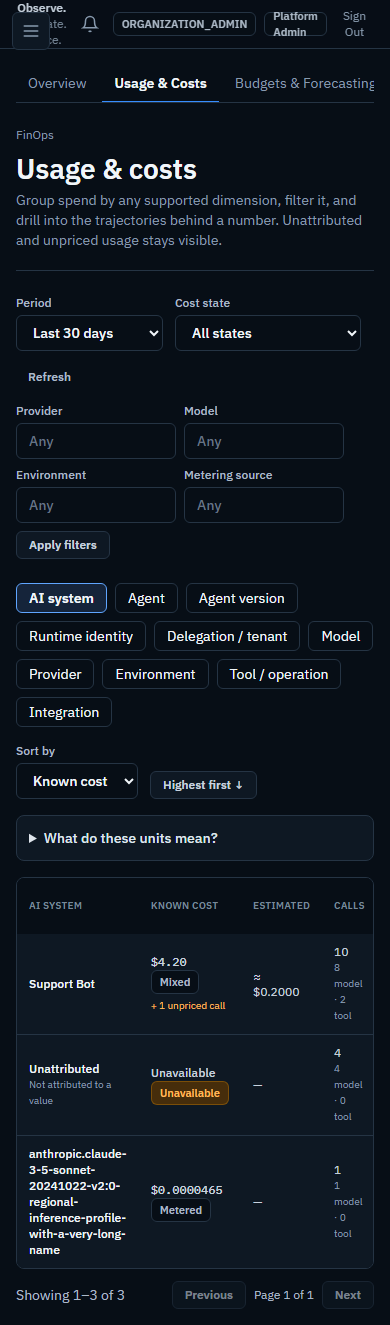 Observe.
ate.
ce.
ORGANIZATION_ADMIN
Platform
Admin
Sign
Out
Overview
Usage & Costs
Budgets & Forecasting
FinOps
Usage & costs
Group spend by any supported dimension, filter it, and
drill into the trajectories behind a number. Unattributed
and unpriced usage stays visible.
Period
Cost state
Last 30 days
All states
Refresh
Provider
Model
Any
Any
Environment
Metering source
Any
Any
Apply filters
AI system
Agent
Agent version
Runtime identity
Delegation / tenant
Model
Provider
Environment
Tool / operation
Integration
Sort by
Known cost
Highest first ↓
▶ What do these units mean?
AI SYSTEM
KNOWN COST
ESTIMATED
CALLS
Support Bot
$4.20
Mixed
+ 1 unpriced call
≈
$0.2000
10
8
model
· 2
tool
Unattributed
Not attributed to a
value
Unavailable
Unavailable
—
4
4
model
· 0
tool
anthropic.claude-
3-5-sonnet-
20241022-v2:0-
regional-
inference-profile-
with-a-very-long-
name
$0.0000465
Metered
—
1
1
model
· 0
tool
Showing 1–3 of 3
Previous
Page 1 of 1
Next